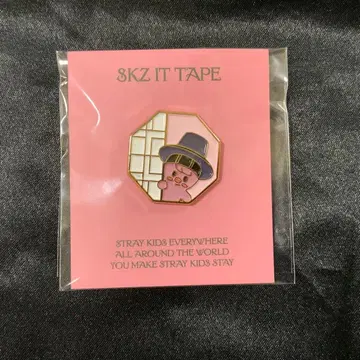 SKZ IT TAPE
STRAY KIDS EVERYWHERE
ALL AROUND THE WORLD
YOU MAKE STRAY KIDS STAY